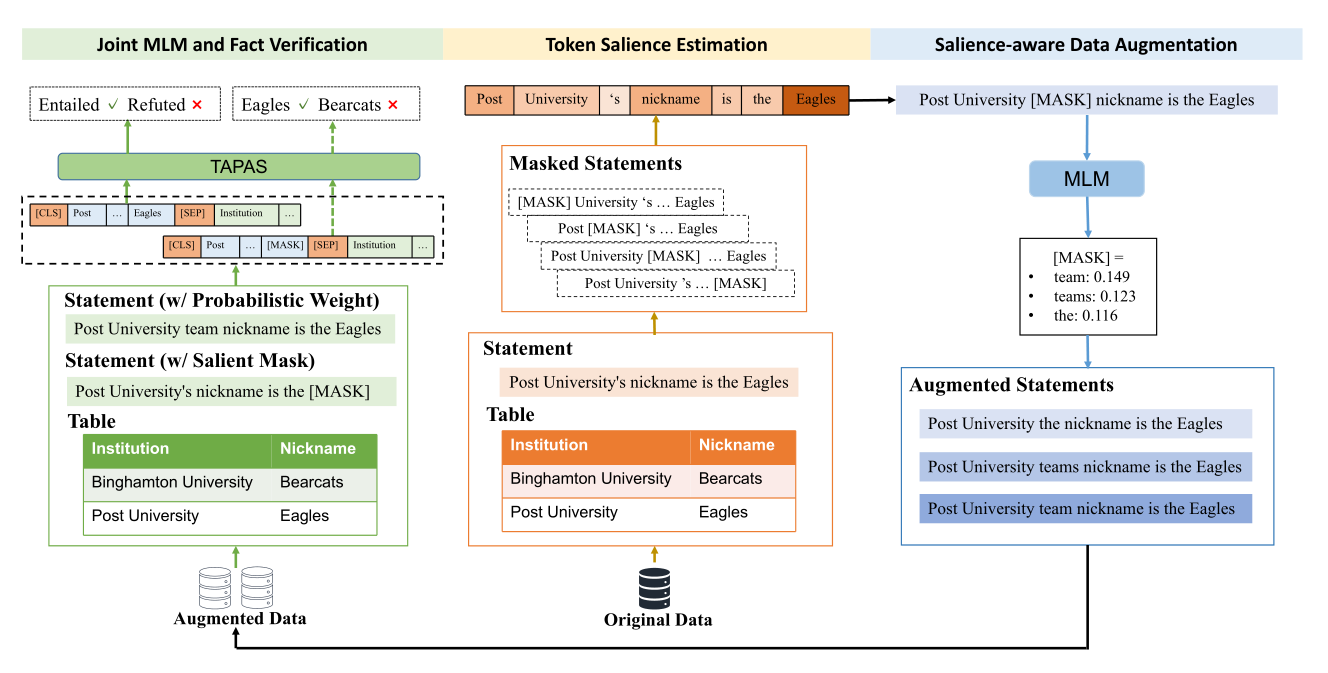 Joint MLM and Fact Verification
Entailed ✓ Refuted ×
Eagles ✓ Bearcats ×
TAPAS
[CLS] Post … Eagles [SEP] Institution …
[CLS] Post … [MASK] [SEP] Institution …
Statement (w/ Probabilistic Weight)
Post University team nickname is the Eagles
Statement (w/ Salient Mask)
Post University's nickname is the [MASK]
Table
Institution Nickname
Binghamton University Bearcats
Post University Eagles
Augmented Data
Token Salience Estimation
Post University ‘s nickname is the Eagles
Masked Statements
[MASK] University ‘s … Eagles
Post [MASK] ‘s … Eagles
Post University [MASK] … Eagles
Post University ’s … [MASK]
Statement
Post University's nickname is the Eagles
Table
Institution Nickname
Binghamton University Bearcats
Post University Eagles
Original Data
Salience-aware Data Augmentation
Post University [MASK] nickname is the Eagles
MLM
[MASK] =
• team: 0.149
• teams: 0.123
• the: 0.116
Augmented Statements
Post University the nickname is the Eagles
Post University teams nickname is the Eagles
Post University team nickname is the Eagles